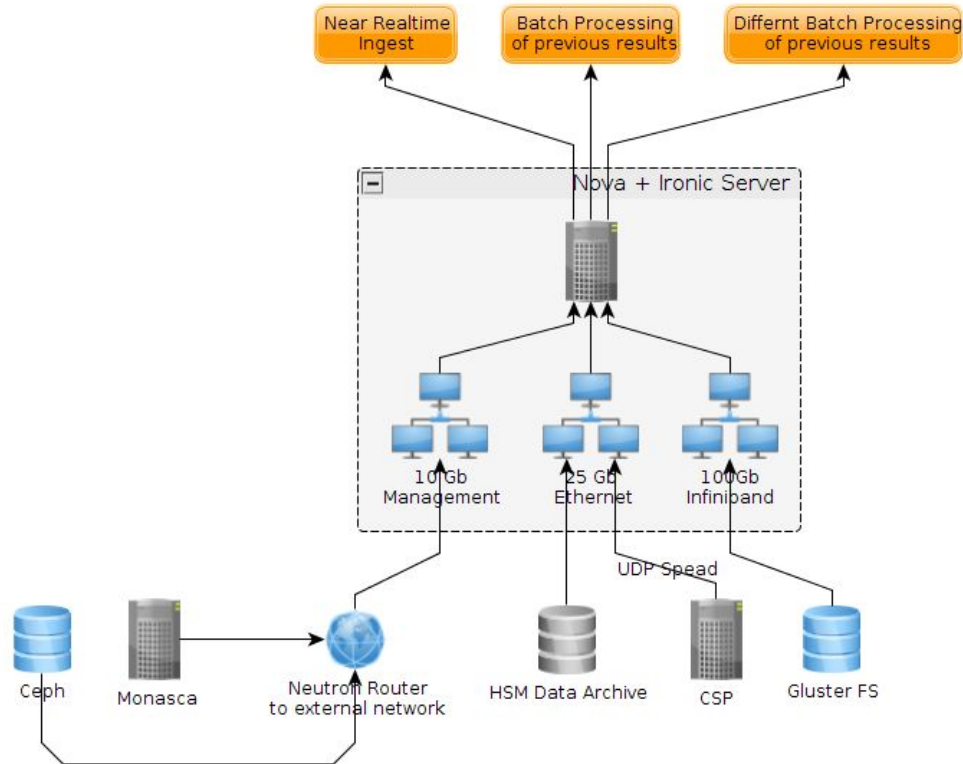 Near Realtime
Ingest
Batch Processing
of previous results
Differnt Batch Processing
of previous results
Nova + Ironic Server
10 Gb
Management
25 Gb
Ethernet
100Gb
Infiniband
UDP Spead
Ceph
Monasca
Neutron Router
to external network
HSM Data Archive
CSP
Gluster FS